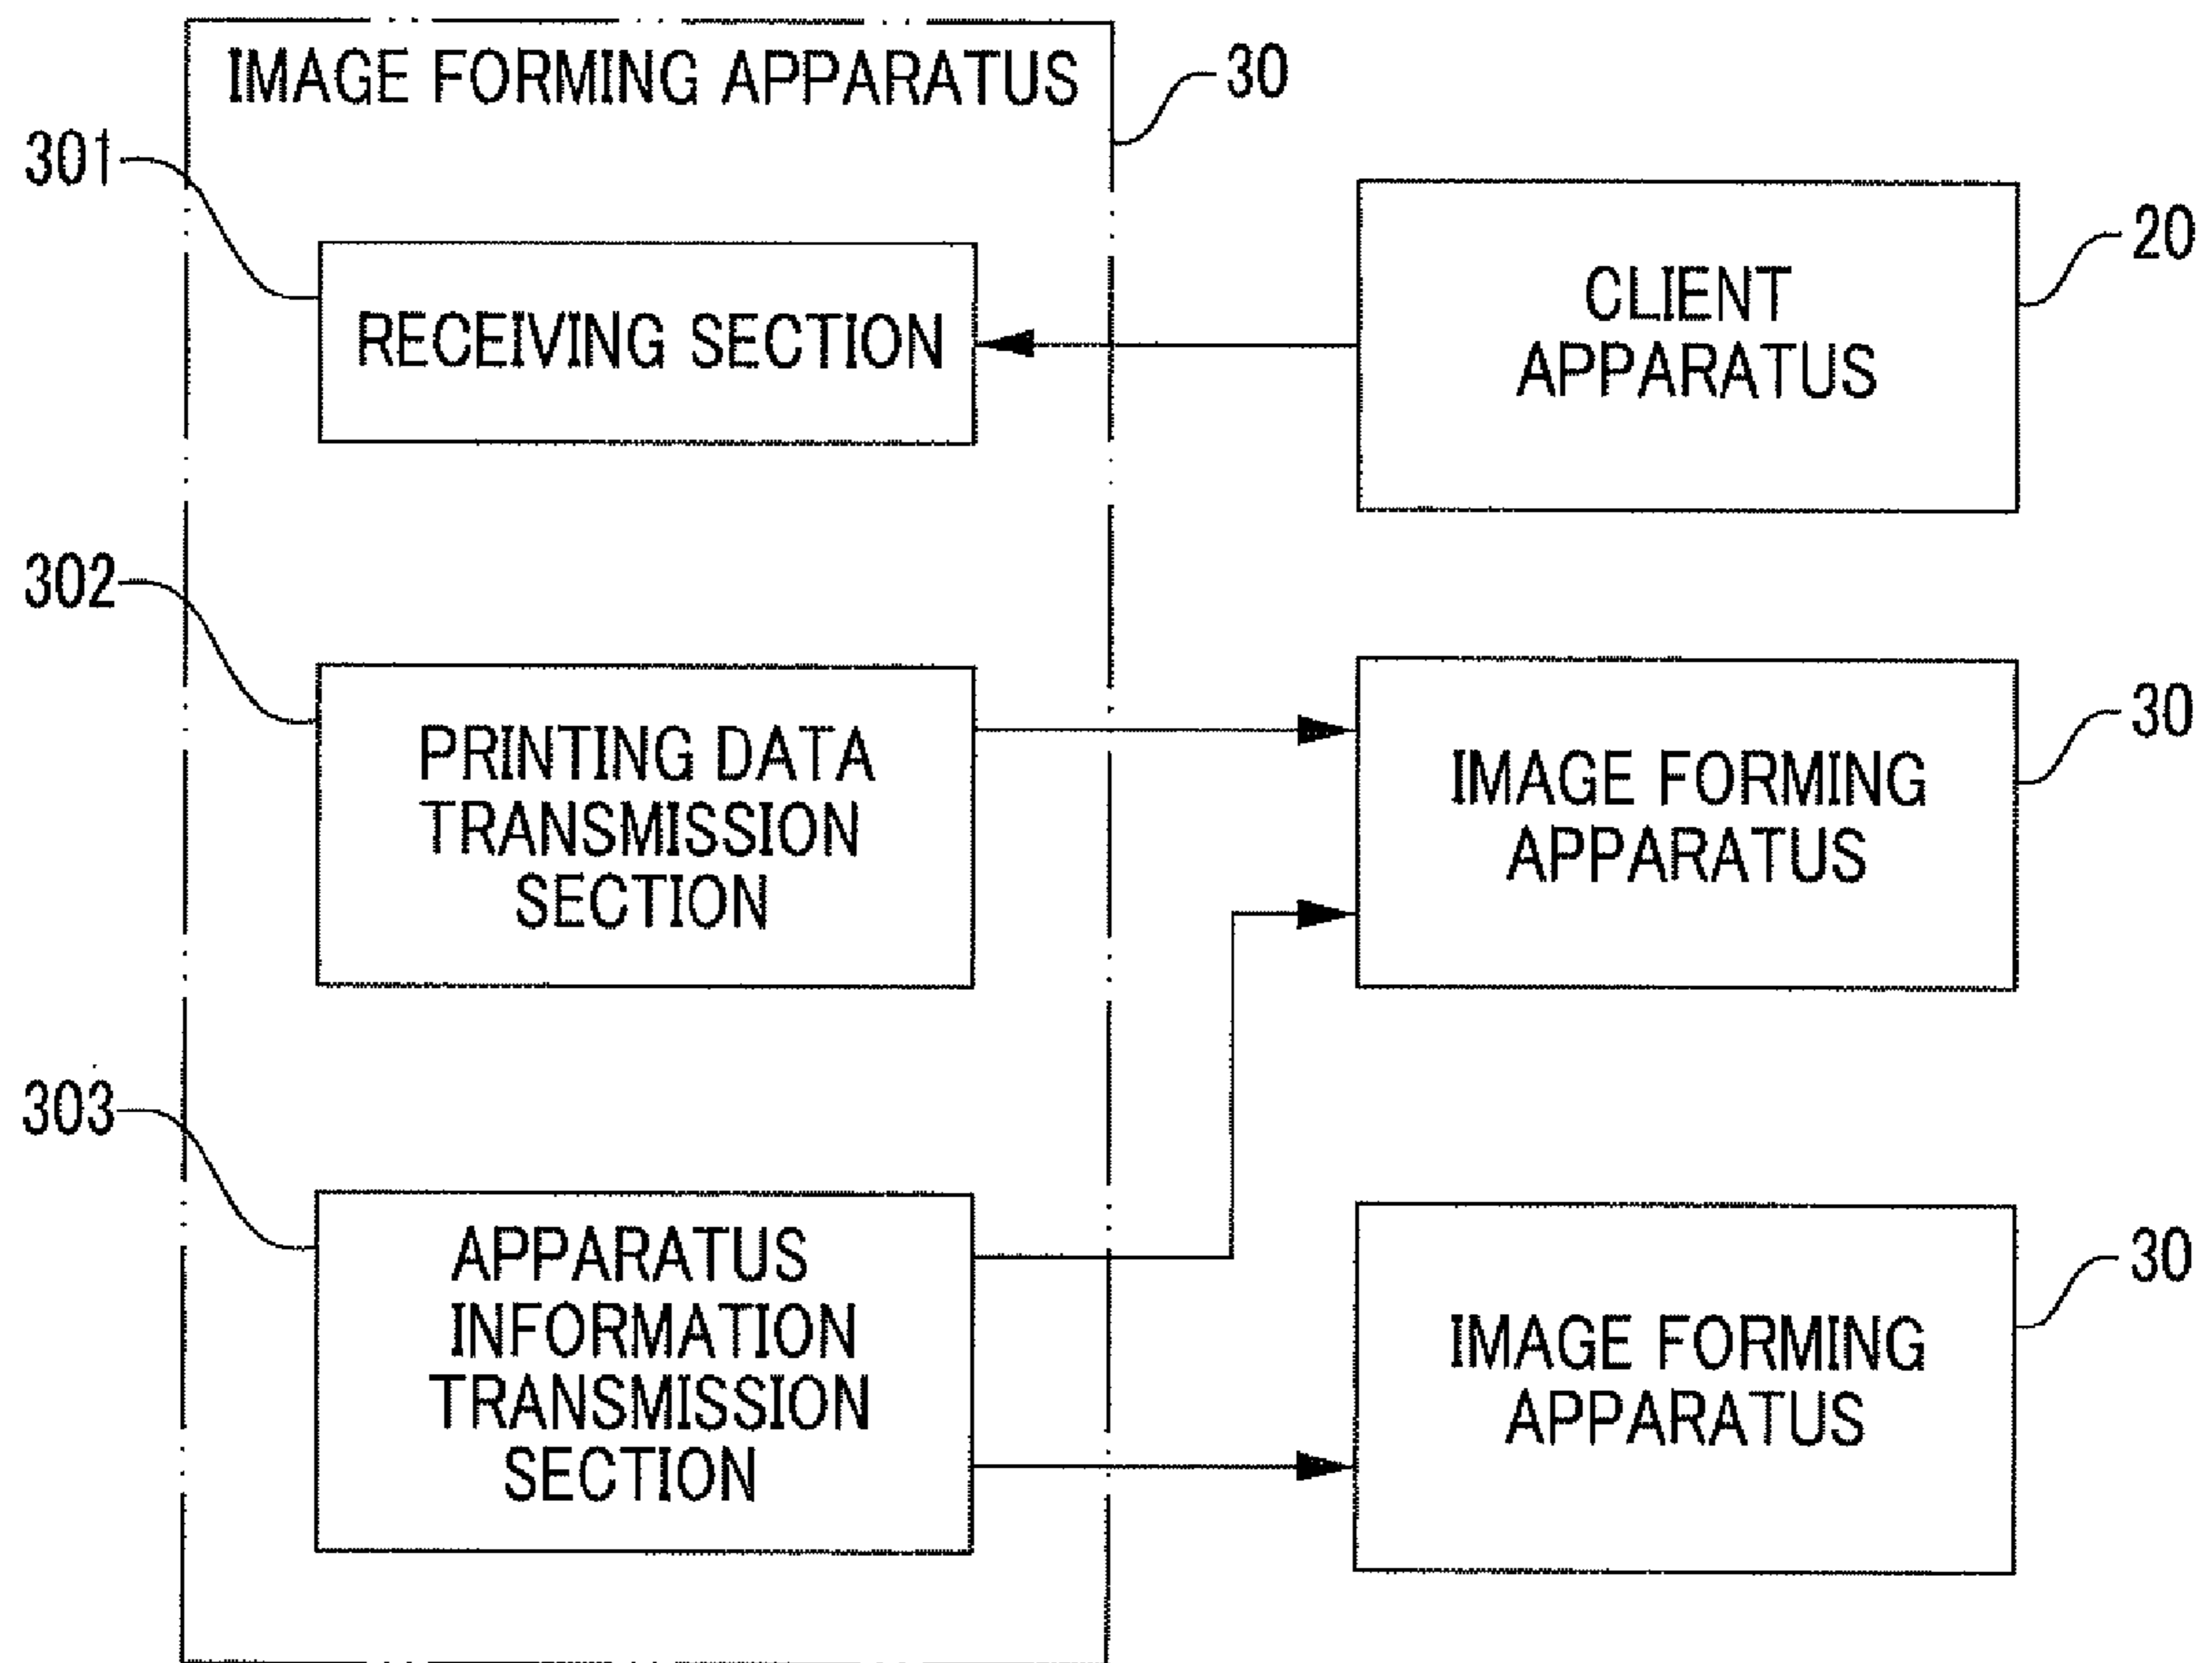 IMAGE FORMING APPARATUS
30
301
RECEIVING SECTION
CLIENT
APPARATUS
20
302
PRINTING DATA
TRANSMISSION
SECTION
IMAGE FORMING
APPARATUS
30
303
APPARATUS
INFORMATION
TRANSMISSION
SECTION
IMAGE FORMING
APPARATUS
30